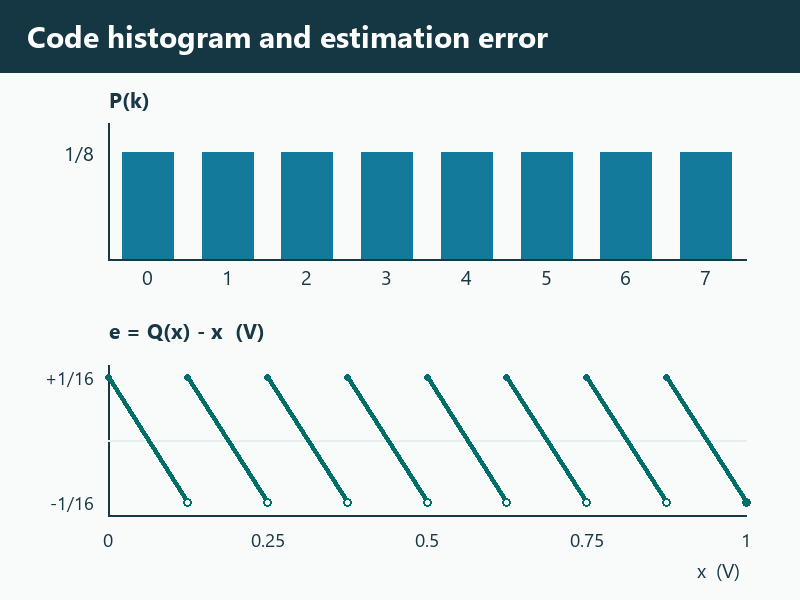 Code histogram and estimation error
P(k)
1/8
0 1 2 3 4 5 6 7
e = Q(x) - x (V)
+1/16
-1/16
0 0.25 0.5 0.75 1
x (V)